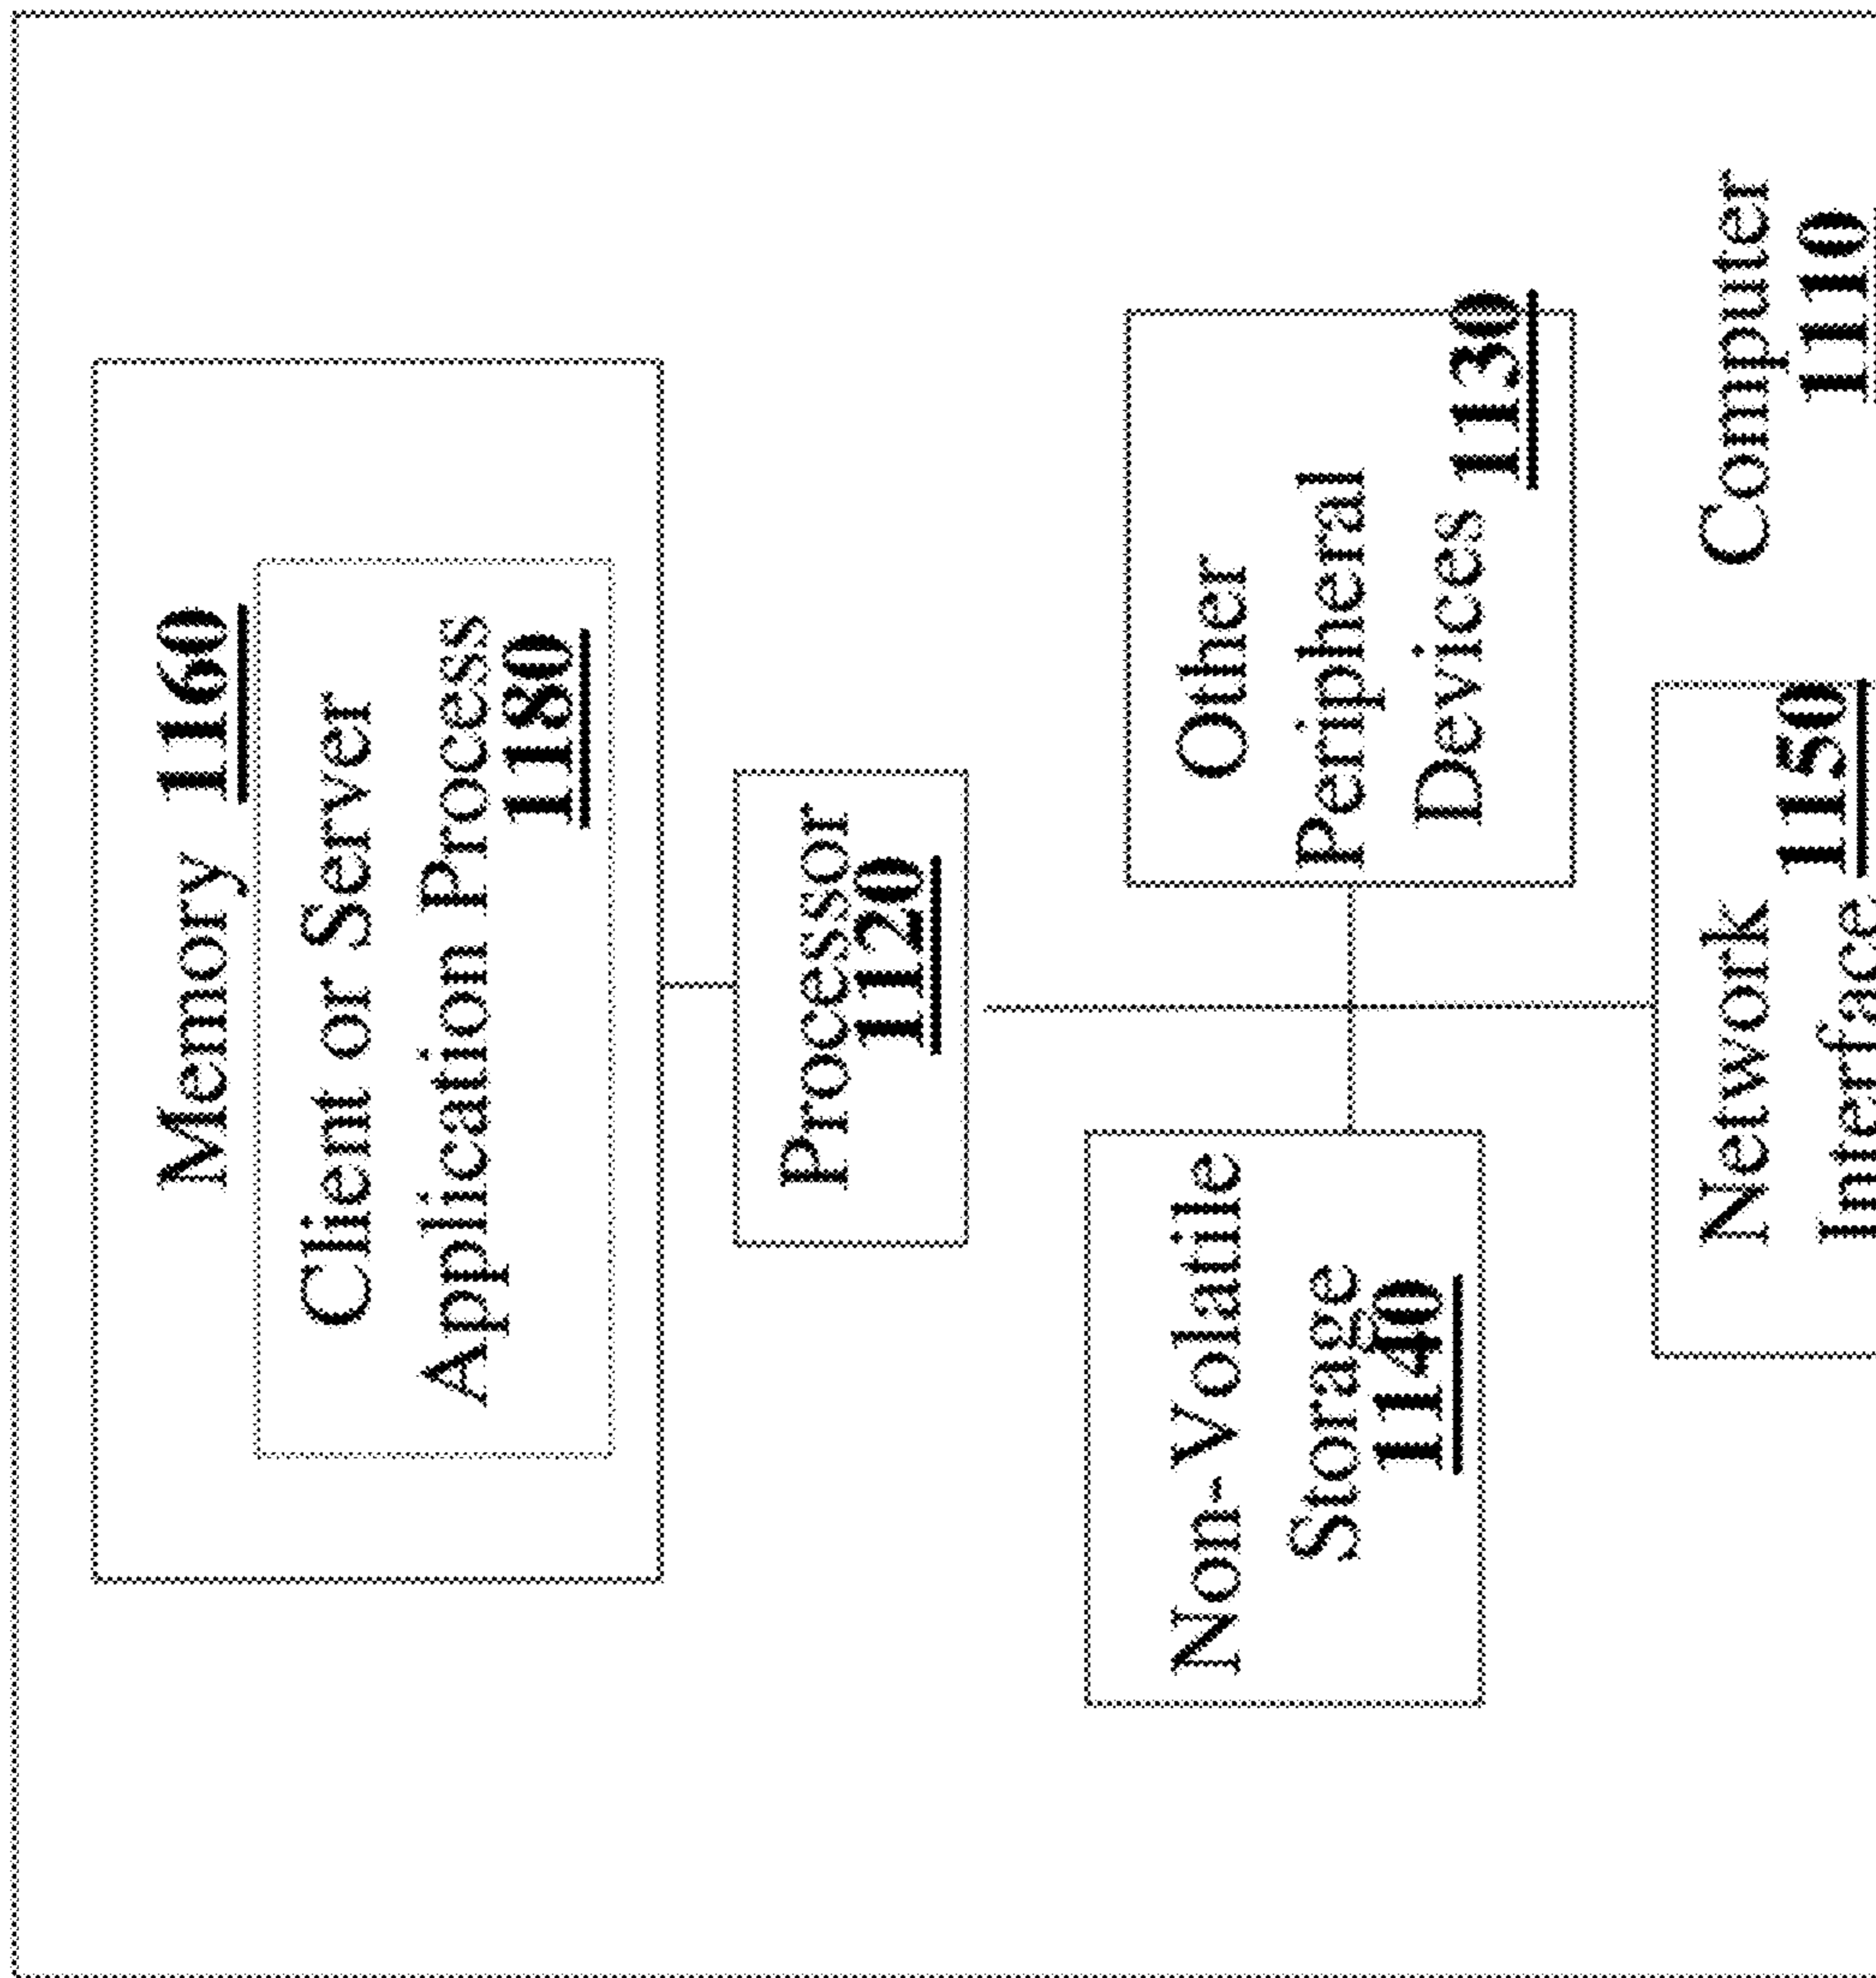 Memory 1160
Client or Server
Application Process
1180
Processor
1120
Non-Volatile
Storage
1140
Other
Peripheral
Devices 1130
Network
Interface 1150
Computer
1110